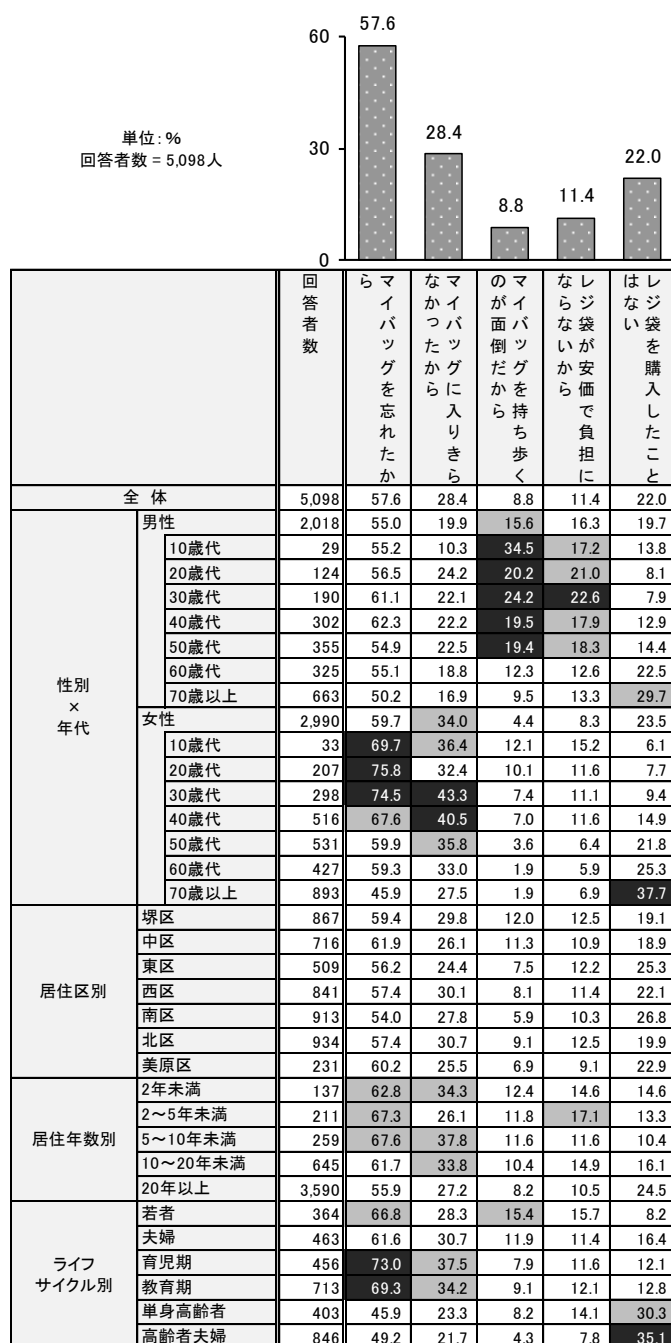 57.6
60
28.4
30
22.0
8.8
11.4
0
単位：%
回答者数 = 5,098人
回答者数
マイバッグを忘れたから
マイバッグに入りきらなかったから
マイバッグを持ち歩くのが面倒だから
レジ袋が安価で負担にならないから
レジ袋を購入したことはない
全 体 5,098 57.6 28.4 8.8 11.4 22.0
性別
×
年代
男性 2,018 55.0 19.9 15.6 16.3 19.7
10歳代 29 55.2 10.3 34.5 17.2 13.8
20歳代 124 56.5 24.2 20.2 21.0 8.1
30歳代 190 61.1 22.1 24.2 22.6 7.9
40歳代 302 62.3 22.2 19.5 17.9 12.9
50歳代 355 54.9 22.5 19.4 18.3 14.4
60歳代 325 55.1 18.8 12.3 12.6 22.5
70歳以上 663 50.2 16.9 9.5 13.3 29.7
女性 2,990 59.7 34.0 4.4 8.3 23.5
10歳代 33 69.7 36.4 12.1 15.2 6.1
20歳代 207 75.8 32.4 10.1 11.6 7.7
30歳代 298 74.5 43.3 7.4 11.1 9.4
40歳代 516 67.6 40.5 7.0 11.6 14.9
50歳代 531 59.9 35.8 3.6 6.4 21.8
60歳代 427 59.3 33.0 1.9 5.9 25.3
70歳以上 893 45.9 27.5 1.9 6.9 37.7
居住区別
堺区 867 59.4 29.8 12.0 12.5 19.1
中区 716 61.9 26.1 11.3 10.9 18.9
東区 509 56.2 24.4 7.5 12.2 25.3
西区 841 57.4 30.1 8.1 11.4 22.1
南区 913 54.0 27.8 5.9 10.3 26.8
北区 934 57.4 30.7 9.1 12.5 19.9
美原区 231 60.2 25.5 6.9 9.1 22.9
居住年数別
2年未満 137 62.8 34.3 12.4 14.6 14.6
2～5年未満 211 67.3 26.1 11.8 17.1 13.3
5～10年未満 259 67.6 37.8 11.6 11.6 10.4
10～20年未満 645 61.7 33.8 10.4 14.9 16.1
20年以上 3,590 55.9 27.2 8.2 10.5 24.5
ライフ
サイクル別
若者 364 66.8 28.3 15.4 15.7 8.2
夫婦 463 61.6 30.7 11.9 11.4 16.4
育児期 456 73.0 37.5 7.9 11.6 12.1
教育期 713 69.3 34.2 9.1 12.1 12.8
単身高齢者 403 45.9 23.3 8.2 14.1 30.3
高齢者夫婦 846 49.2 21.7 4.3 7.8 35.1